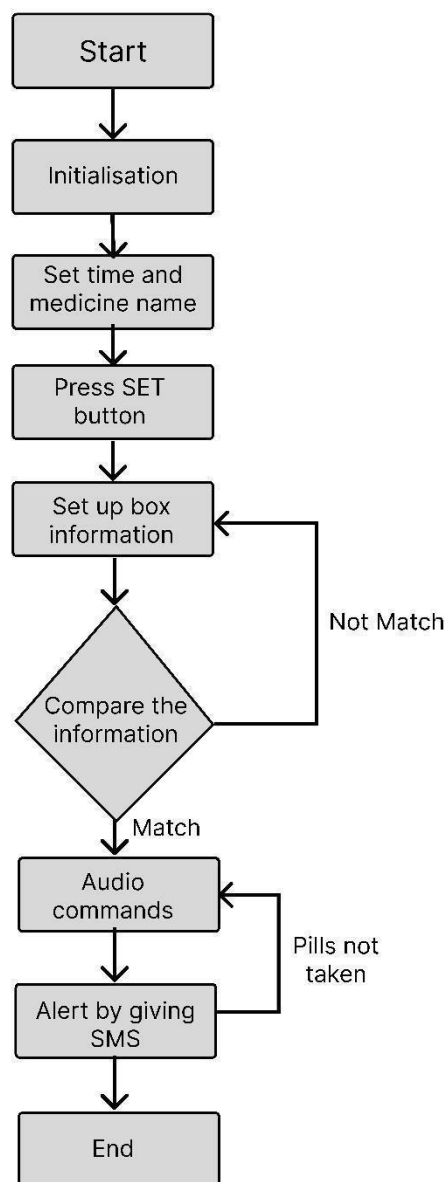 Start
Initialisation
Set time and
medicine name
Press SET
button
Set up box
information
Not Match
Compare the
information
Match
Audio
commands
Pills not
taken
Alert by giving
SMS
End